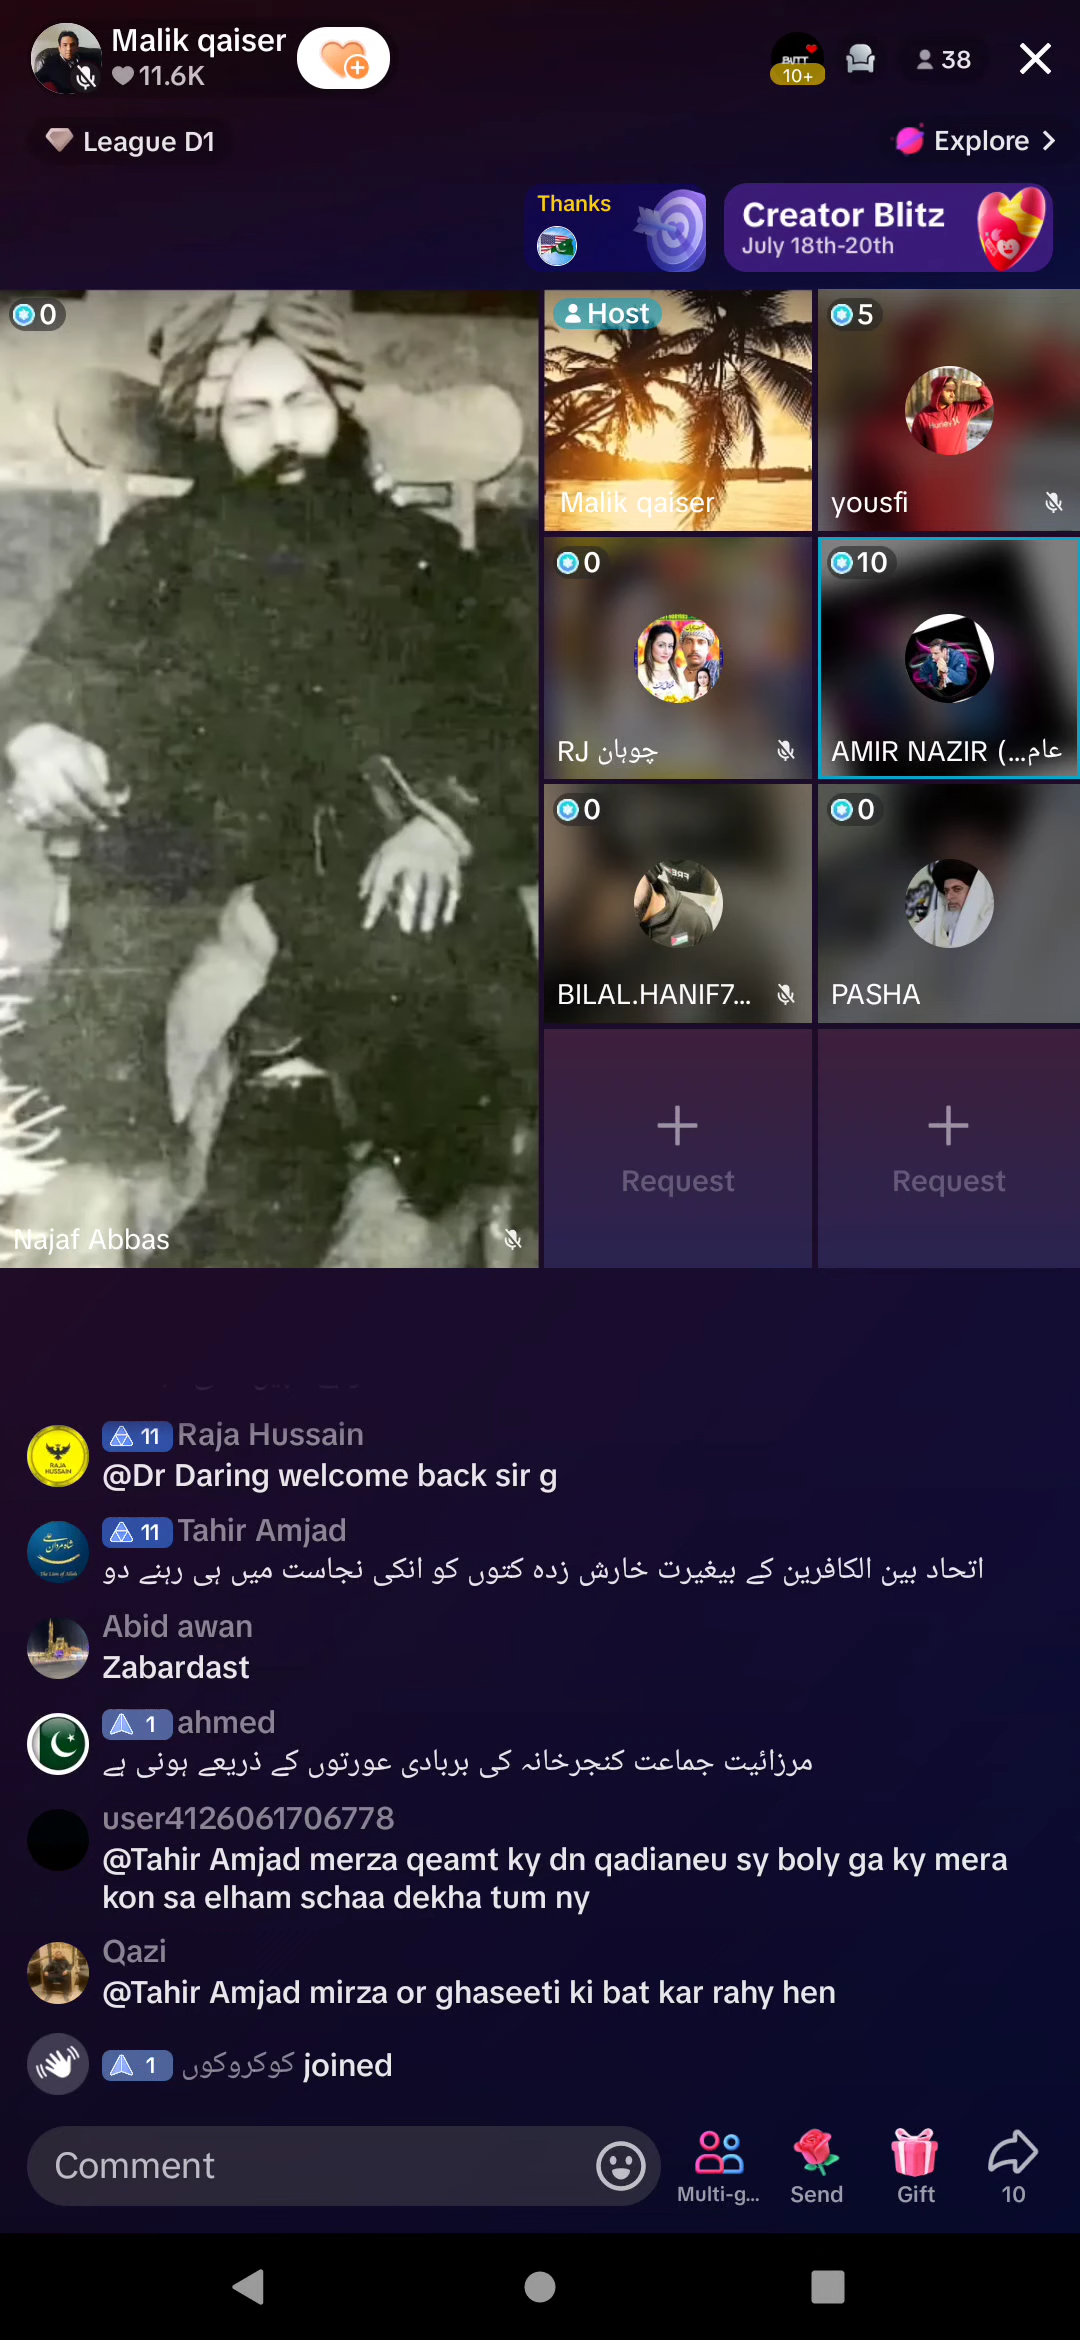 Malik qaiser
11.6K
BUTT
10+
38
League D1
Explore
Thanks
Creator Blitz
July 18th-20th
0
Host
Malik qaiser
5
yousfi
0
RJ چوہان
10
AMIR NAZIR (...عام
0
BILAL.HANIF7...
0
PASHA
Request
Request
Najaf Abbas
11 Raja Hussain
RAJA
HUSSAIN
@Dr Daring welcome back sir g
11 Tahir Amjad
The Lion of Allah
اتحاد بین الکافرین کے بیغیرت خارش زدہ کتوں کو انکی نجاست میں ہی رہنے دو
Abid awan
Zabardast
1 ahmed
مرزائیت جماعت کنجرخانہ کی بربادی عورتوں کے ذریعے ہونی ہے
user4126061706778
@Tahir Amjad merza qeamt ky dn qadianeu sy boly ga ky mera
kon sa elham schaa dekha tum ny
Qazi
@Tahir Amjad mirza or ghaseeti ki bat kar rahy hen
1 کوکروکوں joined
Comment
Multi-g...
Send
Gift
10